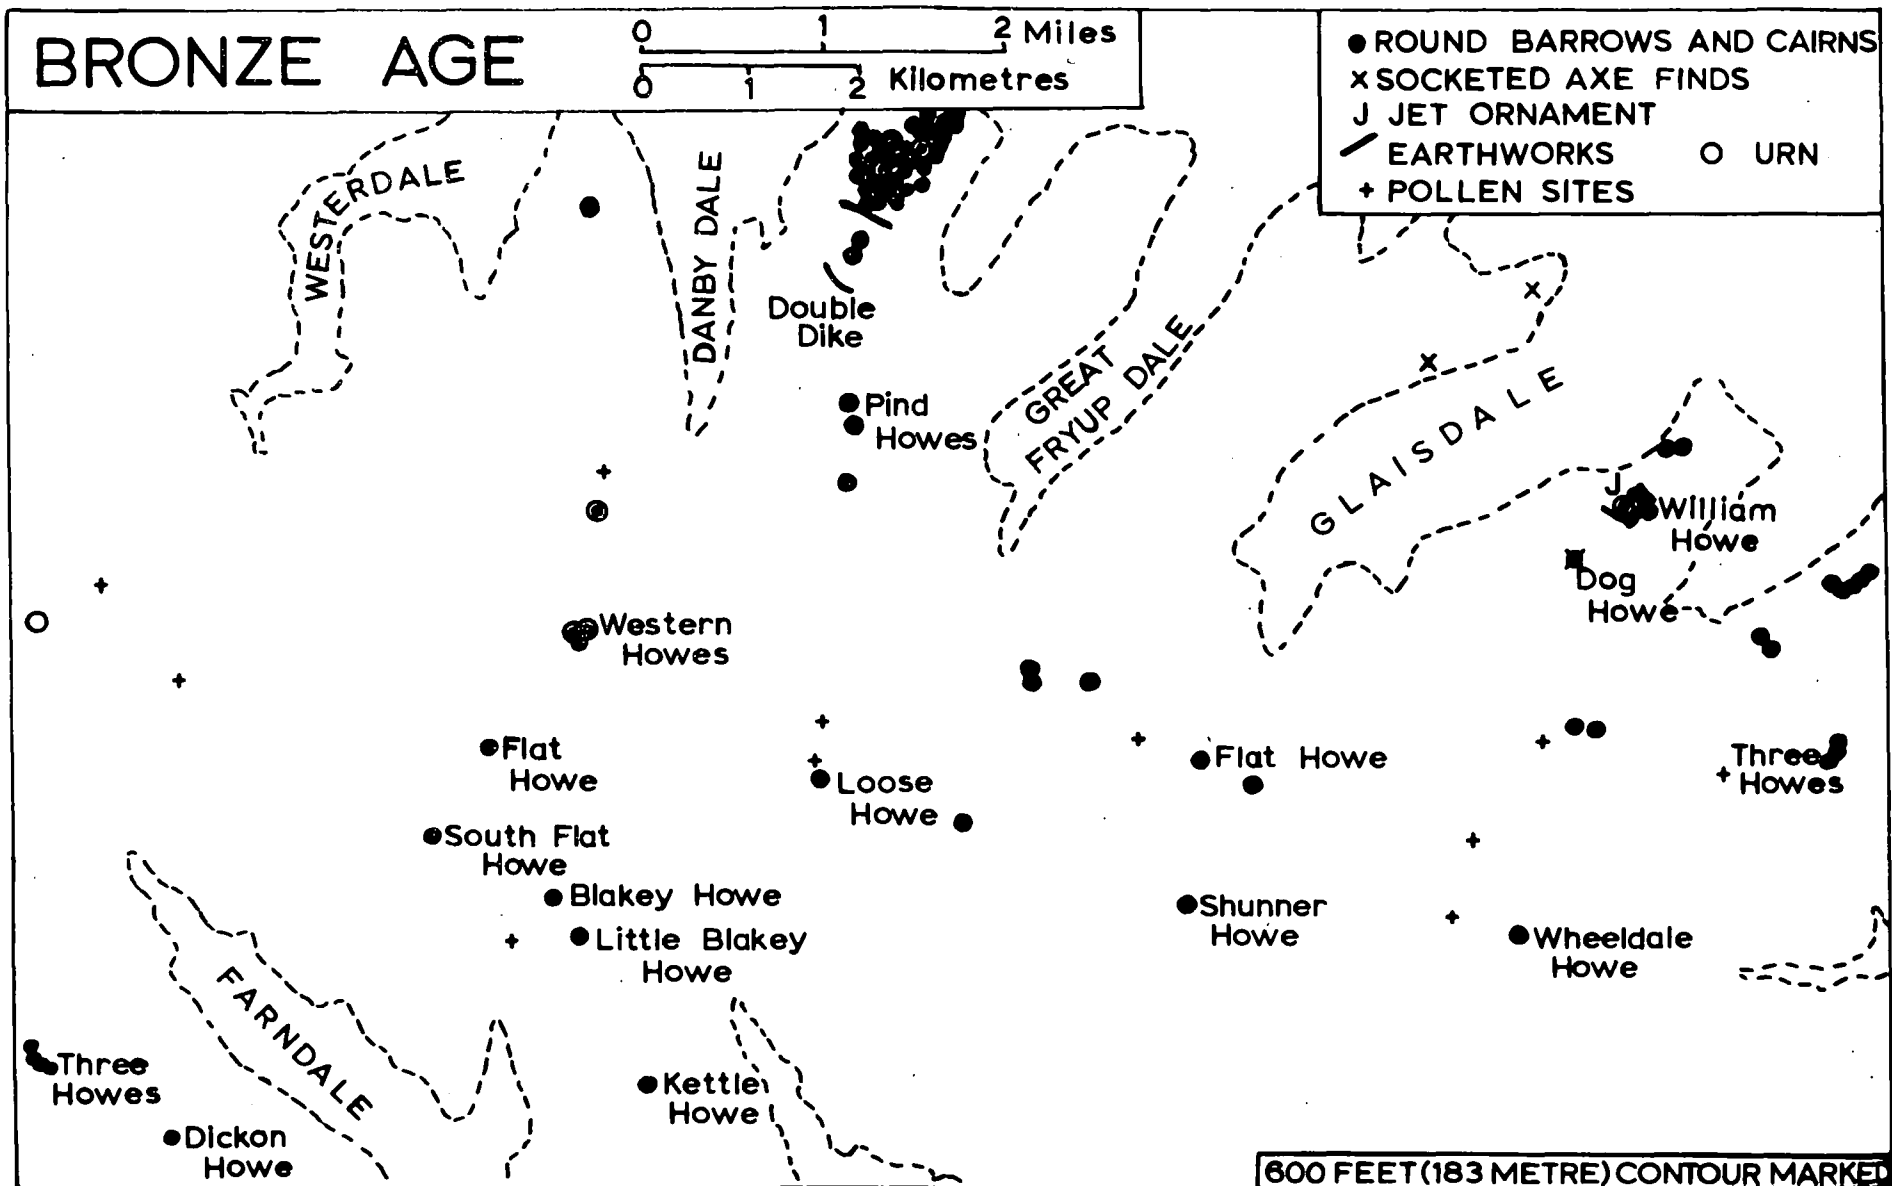 BRONZE AGE
0 1 2 Miles
0 1 2 Kilometres
ROUND BARROWS AND CAIRNS
x SOCKETED AXE FINDS
J JET ORNAMENT
EARTHWORKS O URN
+ POLLEN SITES
WESTERDALE
DANBY DALE
Double
Dike
GREAT
FRYUP DALE
Pind
Howes
GLAISDALE
J
William
Howe
Dog
Howe
Western
Howes
Flat
Howe
Loose
Howe
Flat Howe
Three
Howes
South Flat
Howe
Blakey Howe
Little Blakey
Howe
Shunner
Howe
Wheeldale
Howe
FARNDALE
Three
Howes
Kettle
Howe
Dickon
Howe
600 FEET (183 METRE) CONTOUR MARKED